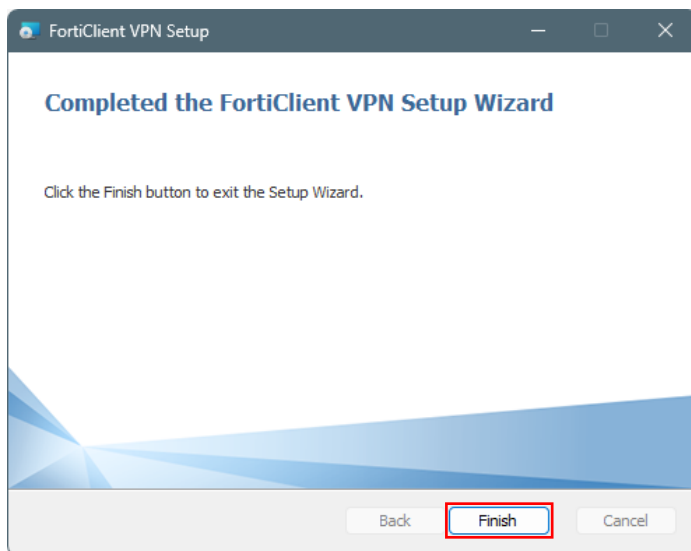 FortiClient VPN Setup
Completed the FortiClient VPN Setup Wizard
Click the Finish button to exit the Setup Wizard.
Back Finish Cancel